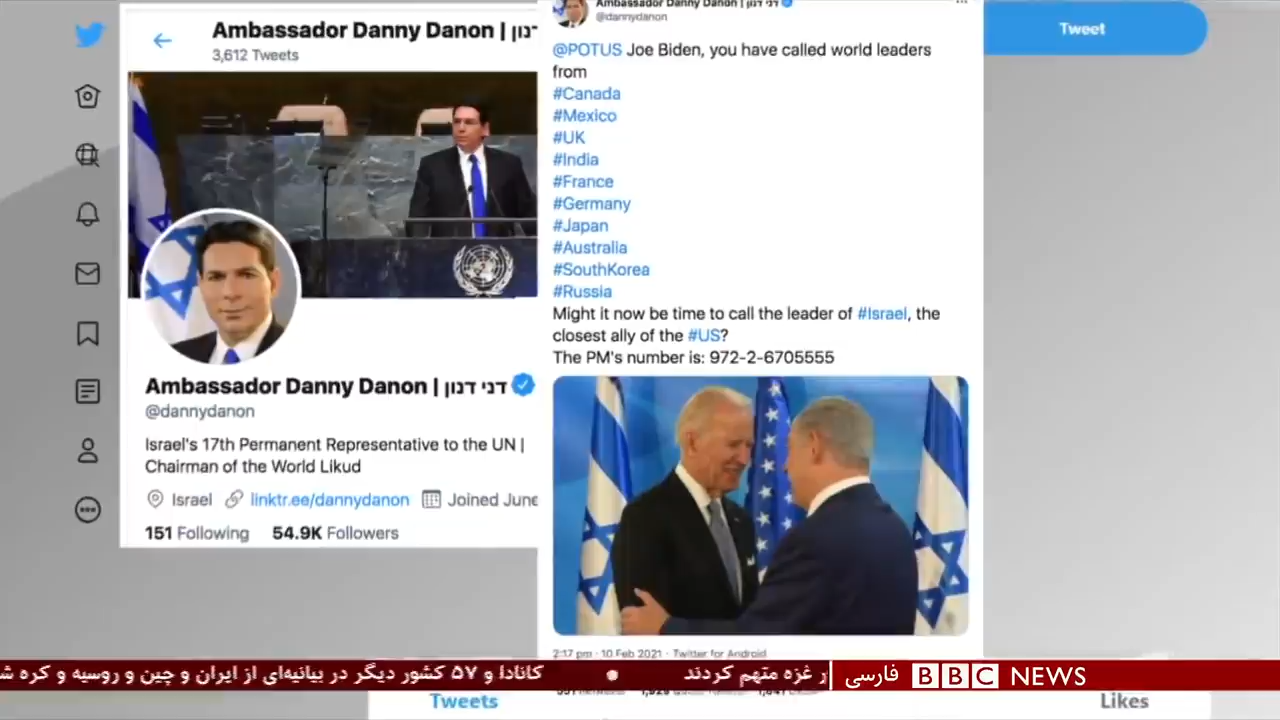 Ambassador Danny Danon | דני דנון
@dannydanon
Ambassador Danny Danon |
3,612 Tweets
Tweet
@POTUS Joe Biden, you have called world leaders
from
#Canada
#Mexico
#UK
#India
#France
#Germany
#Japan
#Australia
#SouthKorea
#Russia
Might it now be time to call the leader of #Israel, the
closest ally of the #US?
The PM's number is: 972-2-6705555
Ambassador Danny Danon | דני דנון
@dannydanon
Israel's 17th Permanent Representative to the UN |
Chairman of the World Likud
Israel linktr.ee/dannydanon Joined June
151 Following 54.9K Followers
2:17 pm · 10 Feb 2021 · Twitter for Android
غزه متهم کردند • کانادا و ۵۷ کشور دیگر در بیانیه‌ای از ایران و چین و روسیه و کره
BBC NEWS فارسی
Tweets
Likes